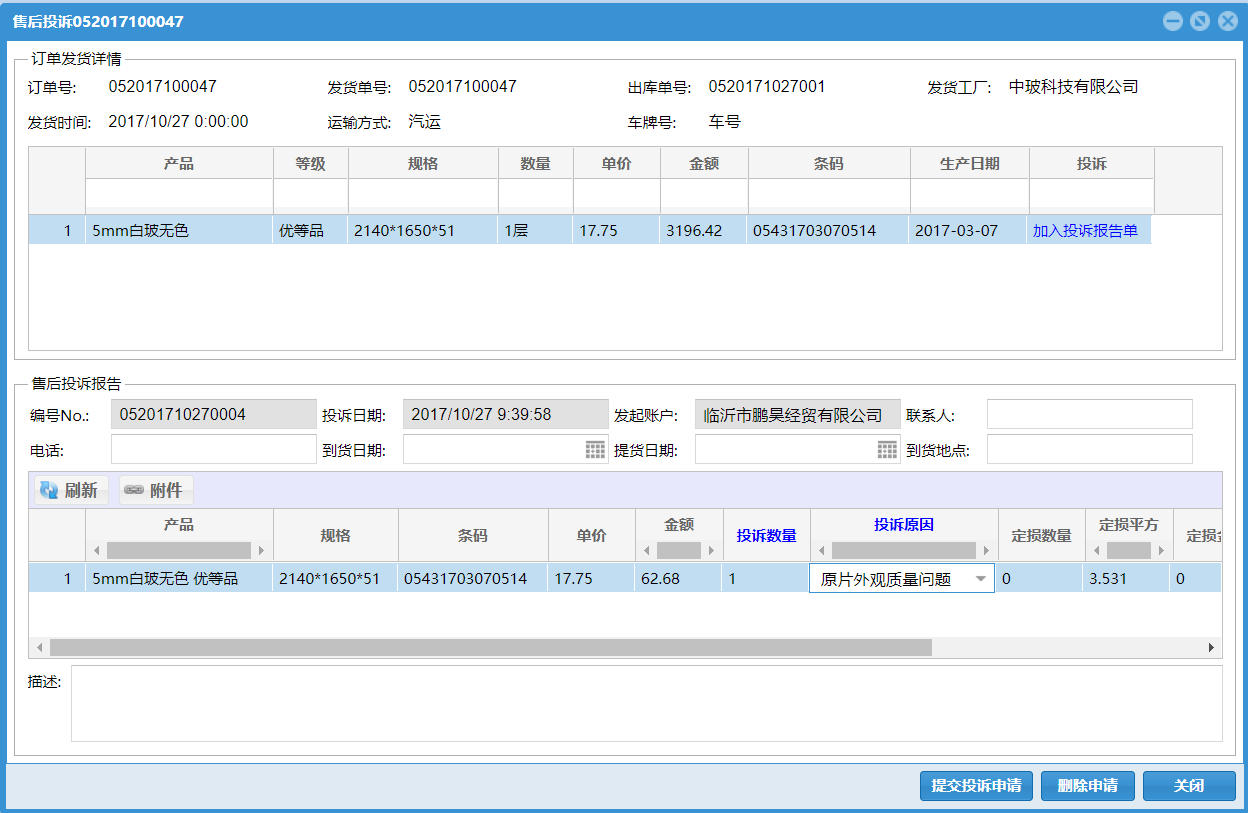 售后投诉052017100047
订单发货详情
订单号: 052017100047 发货单号: 052017100047 出库单号: 0520171027001 发货工厂: 中玻科技有限公司
发货时间: 2017/10/27 0:00:00 运输方式: 汽运 车牌号: 车号
产品 等级 规格 数量 单价 金额 条码 生产日期 投诉
1 5mm白玻无色 优等品 2140*1650*51 1层 17.75 3196.42 05431703070514 2017-03-07 加入投诉报告单
售后投诉报告
编号No.: 05201710270004 投诉日期: 2017/10/27 9:39:58 发起账户: 临沂市鹏昊经贸有限公司 联系人:
电话: 到货日期: 提货日期: 到货地点:
刷新 附件
产品 规格 条码 单价 金额 投诉数量 投诉原因 定损数量 定损平方 定损
1 5mm白玻无色 优等品 2140*1650*51 05431703070514 17.75 62.68 1 原片外观质量问题 0 3.531 0
描述:
提交投诉申请 删除申请 关闭